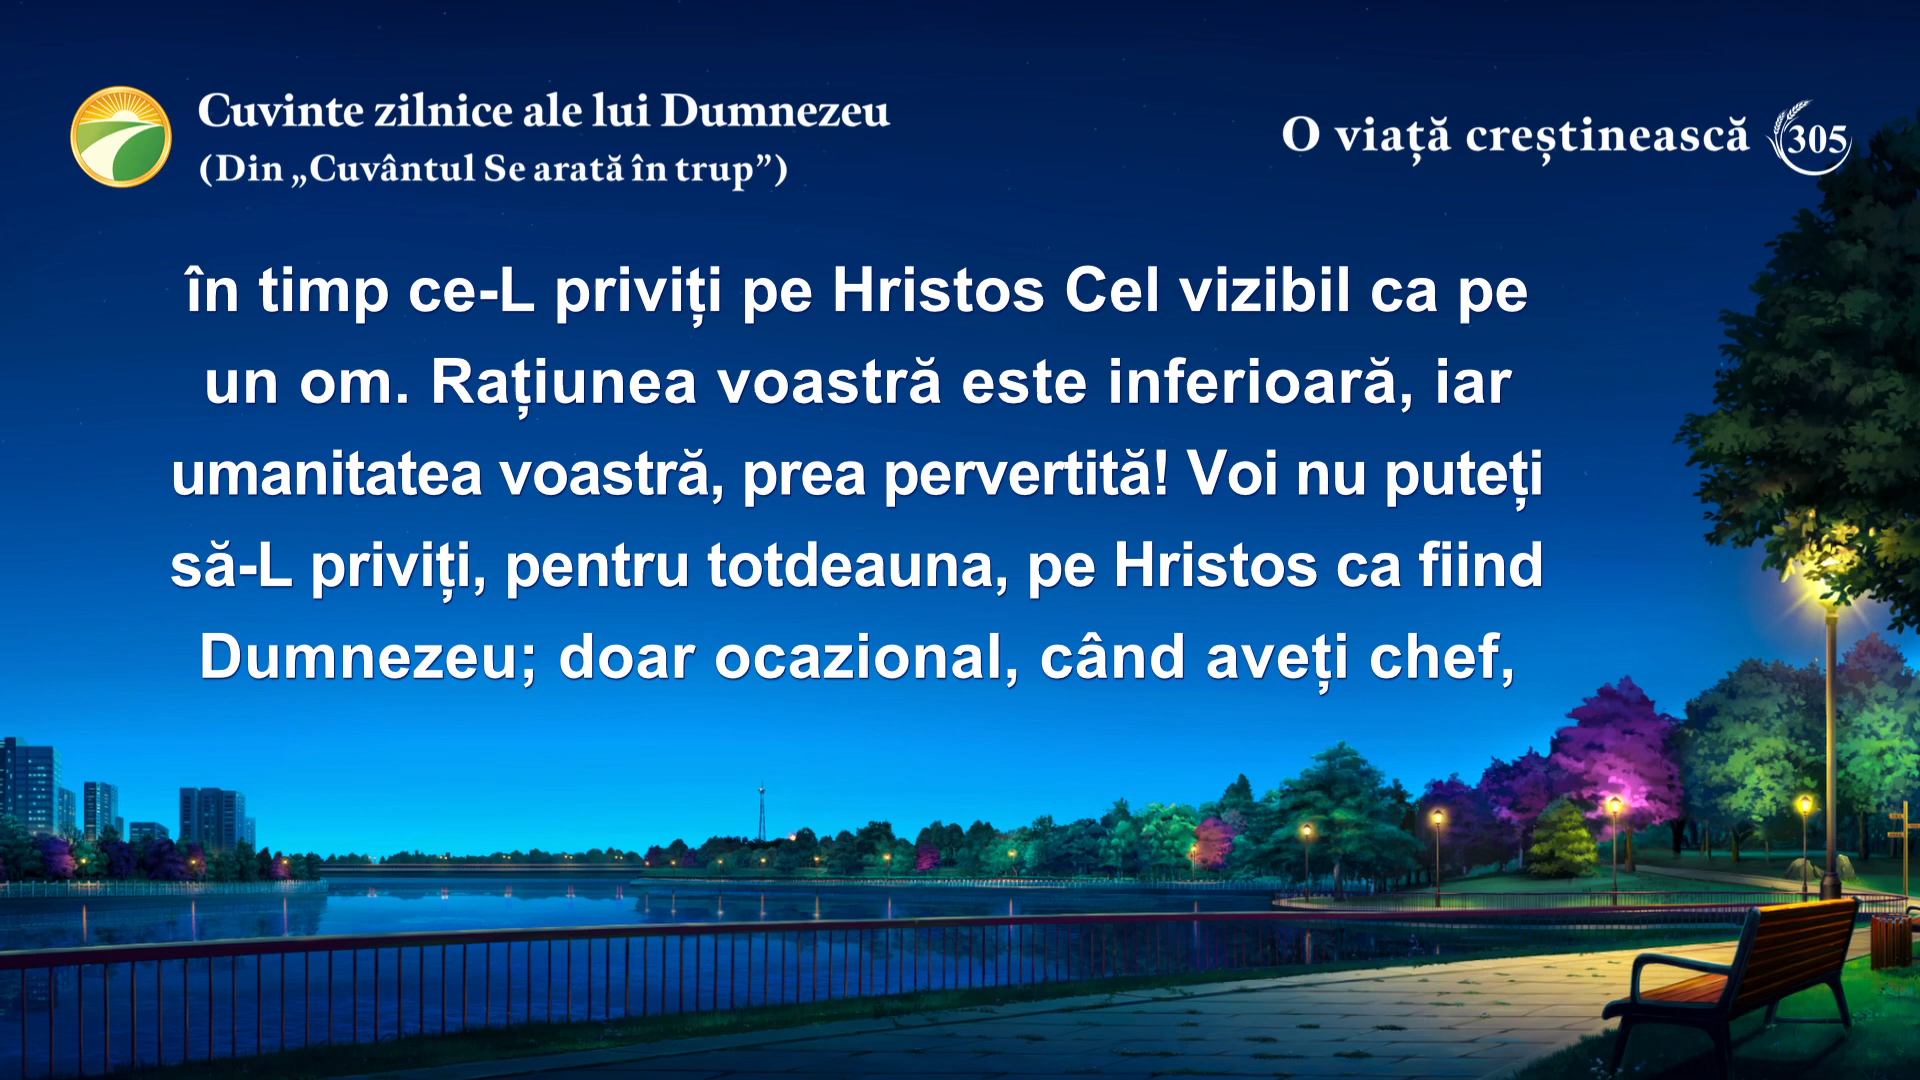 Cuvinte zilnice ale lui Dumnezeu
(Din „Cuvântul Se arată în trup”)
O viață creștinească 305
în timp ce-L priviți pe Hristos Cel vizibil ca pe
un om. Rațiunea voastră este inferioară, iar
umanitatea voastră, prea pervertită! Voi nu puteți
să-L priviți, pentru totdeauna, pe Hristos ca fiind
Dumnezeu; doar ocazional, când aveți chef,